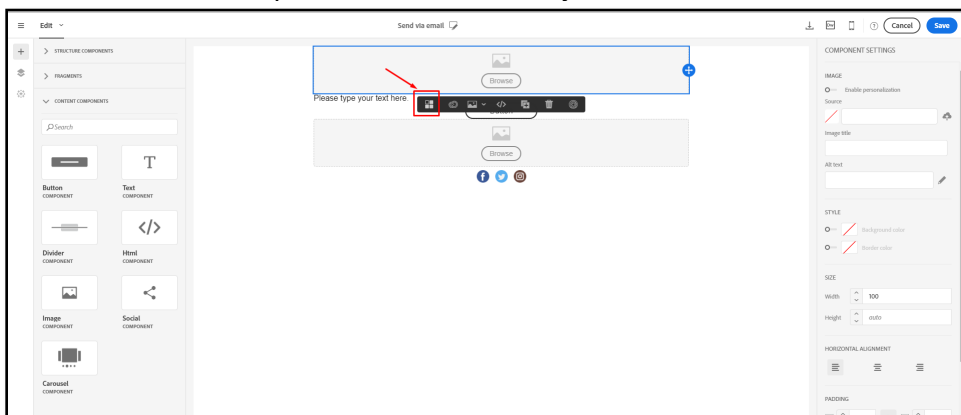 Edit
Send via email
Cancel
Save
STRUCTURE COMPONENTS
FRAGMENTS
CONTENT COMPONENTS
Search
Button
COMPONENT
Text
COMPONENT
Divider
COMPONENT
Html
COMPONENT
Image
COMPONENT
Social
COMPONENT
Carousel
COMPONENT
Browse
Please type your text here.
Browse
COMPONENT SETTINGS
IMAGE
Enable personalization
Source
Image title
Alt text
STYLE
Background color
Border color
SIZE
Width
100
Height
auto
HORIZONTAL ALIGNMENT
PADDING